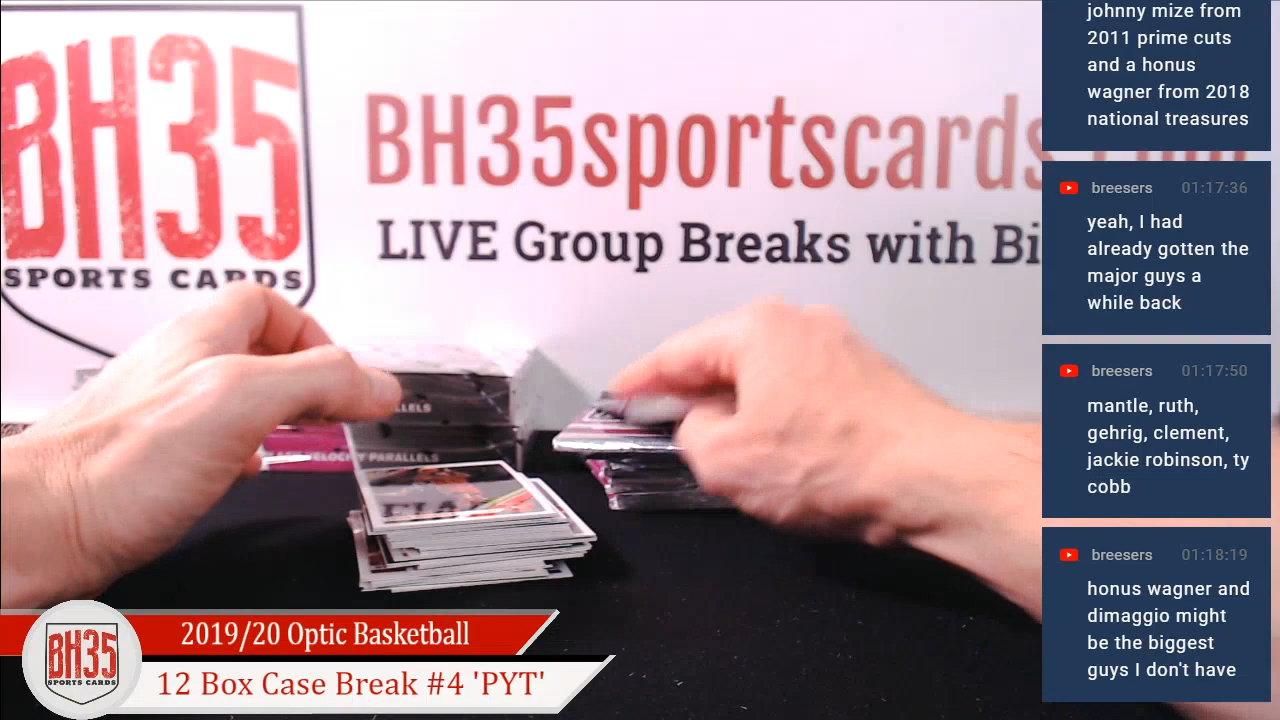 BH35
SPORTS CARDS
BH35sportscards
LIVE Group Breaks with Bi
VELOCITY PARALLELS
johnny mize from
2011 prime cuts
and a honus
wagner from 2018
national treasures
breesers 01:17:36
yeah, I had
already gotten the
major guys a
while back
breesers 01:17:50
mantle, ruth,
gehrig, clement,
jackie robinson, ty
cobb
breesers 01:18:19
honus wagner and
dimaggio might
be the biggest
guys I don't have
BH35
SPORTS CARDS
2019/20 Optic Basketball
12 Box Case Break #4 'PYT'